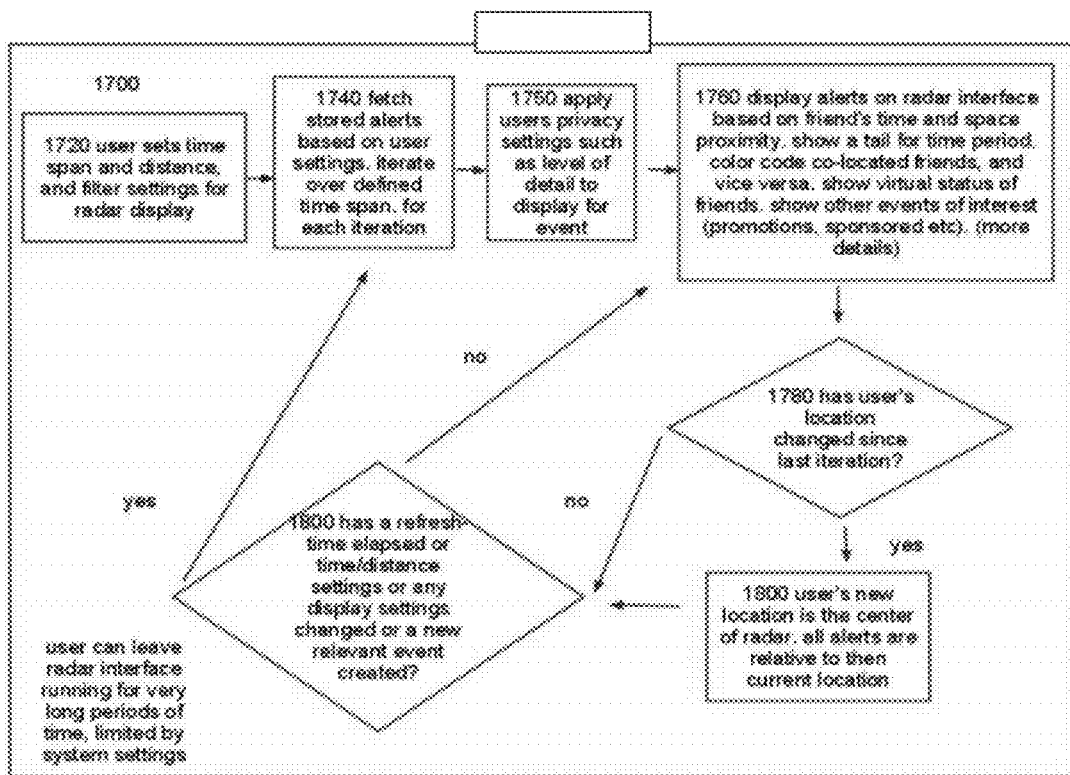 1700
1720 user sets time
span and distance,
and filter settings for
radar display
1740 fetch
stored alerts
based on user
settings, iterate
over defined
time span, for
each iteration
1750 apply
users privacy
settings such
as level of
detail to
display for
event
1760 display alerts on radar interface
based on friend's time and space
proximity, show a tail for time period,
color code co-located friends, and
vice versa, show virtual status of
friends, show other events of interest
(promotions, sponsored etc). (more
details)
1780 has user's
location
changed since
last iteration?
yes
1800 user's new
location is the center
of radar, all alerts are
relative to then
current location
no
1800 has a refresh
time elapsed or
time/distance
settings or any
display settings
changed or a new
relevant event
created?
no
yes
user can leave
radar interface
running for very
long periods of
time, limited by
system settings